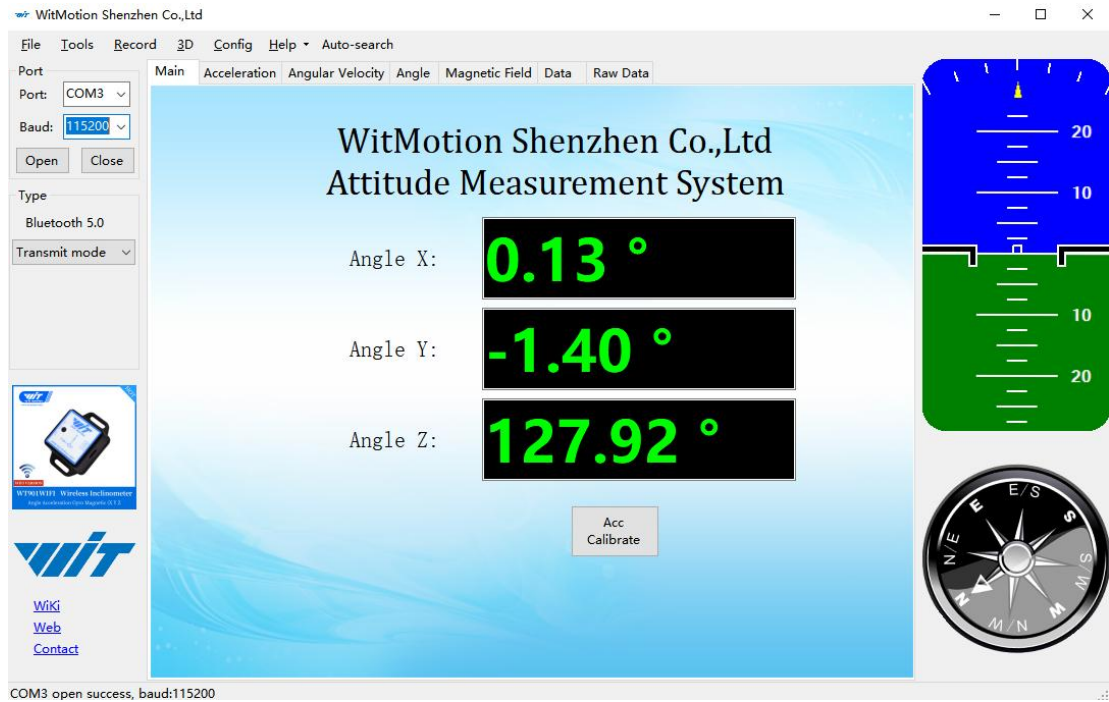 WitMotion Shenzhen Co.,Ltd
File Tools Record 3D Config Help Auto-search
Port
Port: COM3
Baud: 115200
Open Close
Type
Bluetooth 5.0
Transmit mode
WT901WIFI Wireless Inclinometer
WiKi
Web
Contact
Main Acceleration Angular Velocity Angle Magnetic Field Data Raw Data
WitMotion Shenzhen Co.,Ltd
Attitude Measurement System
Angle X: 0.13 °
Angle Y: -1.40 °
Angle Z: 127.92 °
Acc
Calibrate
20
10
10
20
E/S
E
S
N/E
S/W
N
W
N/W
COM3 open success, baud:115200